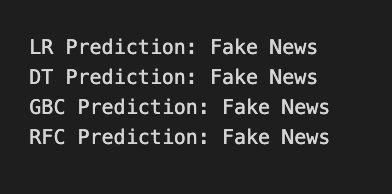 LR Prediction: Fake News
DT Prediction: Fake News
GBC Prediction: Fake News
RFC Prediction: Fake News